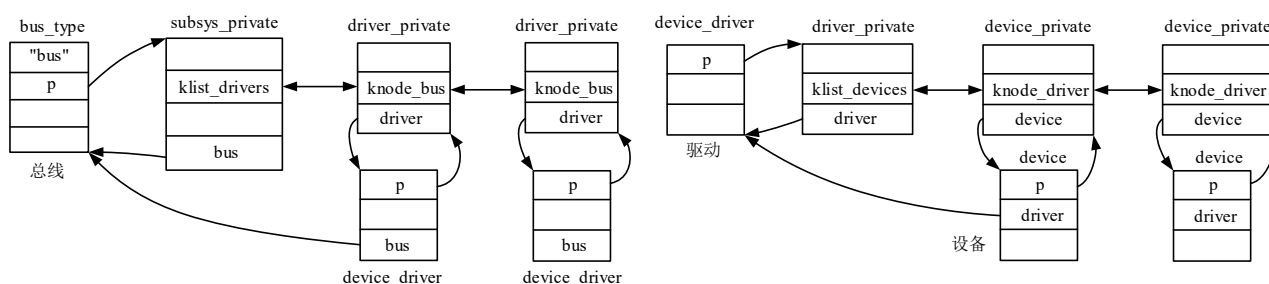 bus_type
subsys_private
driver_private
driver_private
device_driver
driver_private
device_private
device_private
"bus"
p
p
klist_drivers
knode_bus
knode_bus
klist_devices
knode_driver
knode_driver
driver
driver
driver
device
device
bus
总线
驱动
device
device
p
p
p
p
driver
driver
bus
bus
设备
device_driver
device_driver